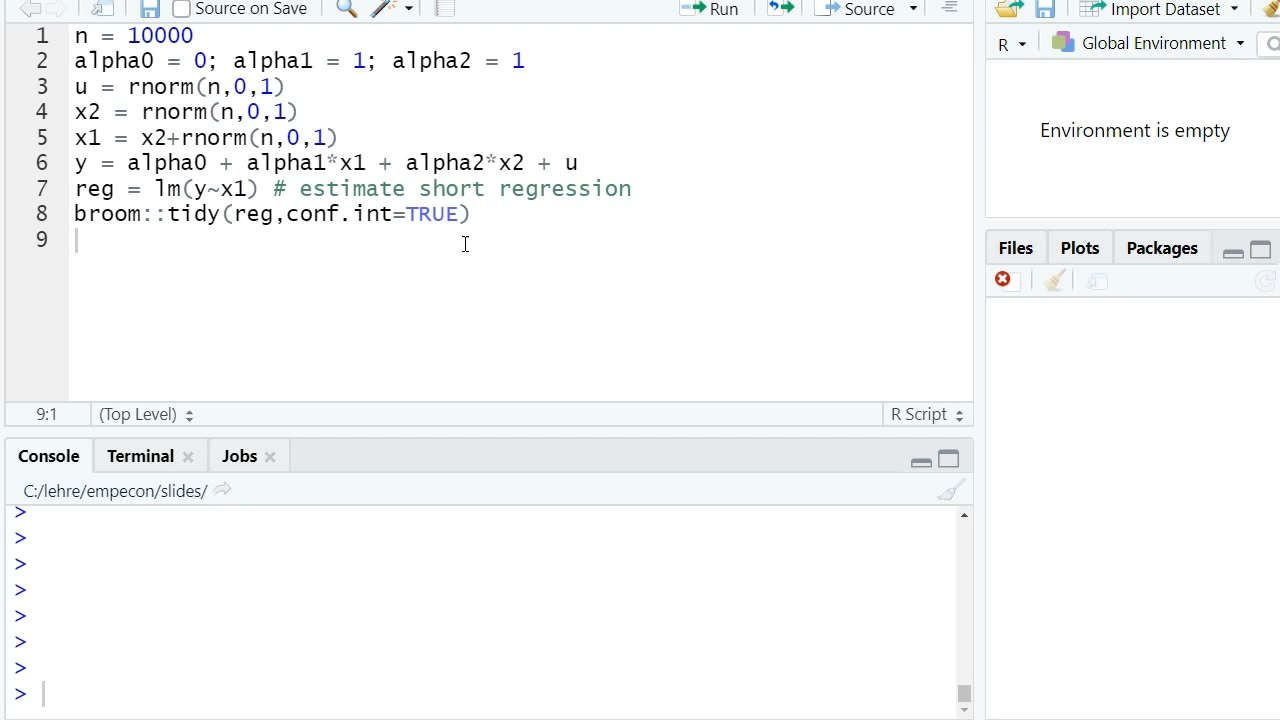 Source on Save
Run
Source
1 n = 10000
2 alpha0 = 0; alpha1 = 1; alpha2 = 1
3 u = rnorm(n,0,1)
4 x2 = rnorm(n,0,1)
5 x1 = x2+rnorm(n,0,1)
6 y = alpha0 + alpha1*x1 + alpha2*x2 + u
7 reg = lm(y~x1) # estimate short regression
8 broom::tidy(reg,conf.int=TRUE)
9
9:1 (Top Level) R Script
Console Terminal Jobs
C:/lehre/empecon/slides/
>
>
>
>
>
>
>
>
Import Dataset
R Global Environment
Environment is empty
Files Plots Packages